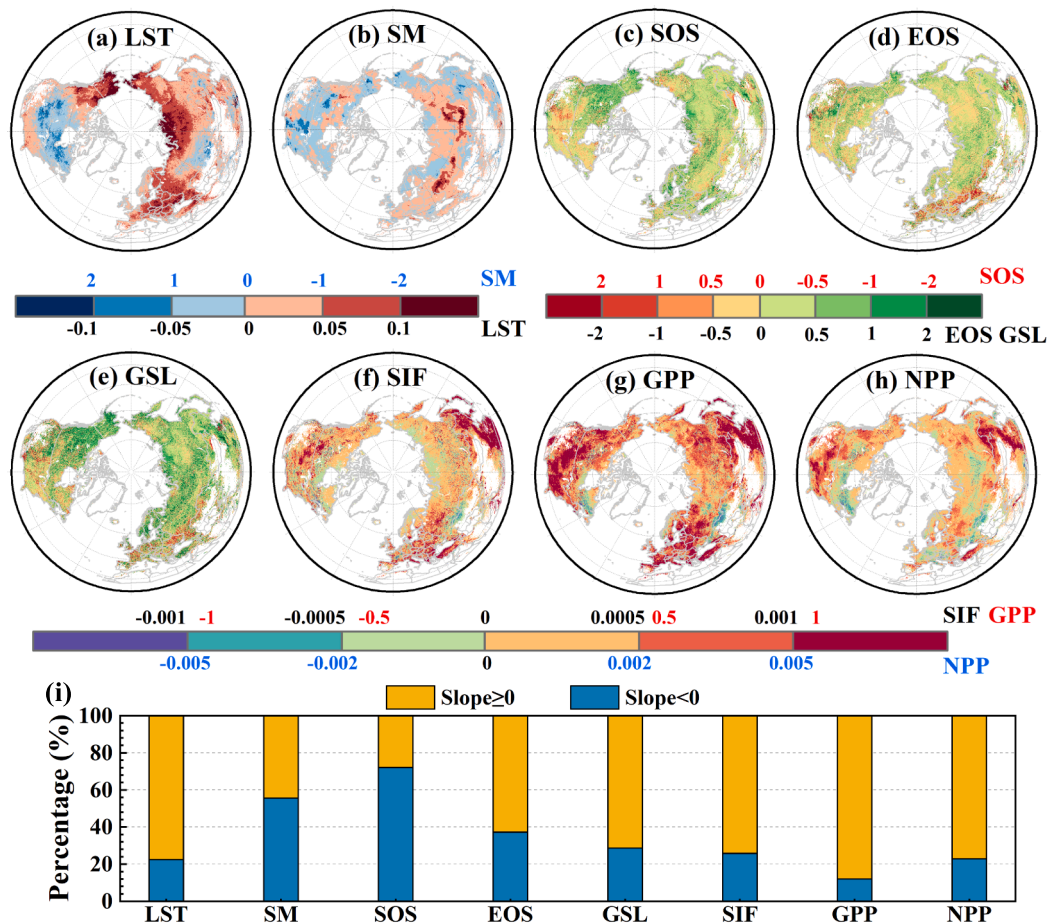 (a) LST (b) SM (c) SOS (d) EOS
2 1 0 -1 -2 SM
-0.1 -0.05 0 0.05 0.1 LST
2 1 0.5 0 -0.5 -1 -2 SOS
-2 -1 -0.5 0 0.5 1 2 EOS GSL
(e) GSL (f) SIF (g) GPP (h) NPP
-0.001 -1 -0.0005 -0.5 0 0.0005 0.5 0.001 1 SIF GPP
-0.005 -0.002 0 0.002 0.005 NPP
(i)
Slope≥0 Slope<0
Percentage (%)
100
80
60
40
20
0
LST SM SOS EOS GSL SIF GPP NPP